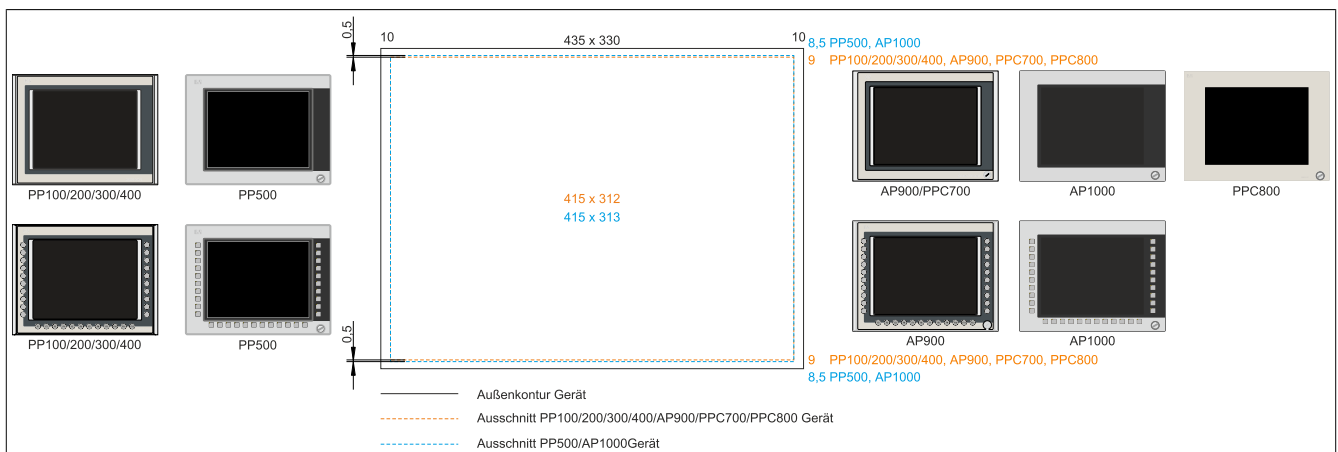 0,5
10
435 x 330
10
8,5 PP500, AP1000
9 PP100/200/300/400, AP900, PPC700, PPC800
PP100/200/300/400
PP500
AP900/PPC700
AP1000
PPC800
415 x 312
415 x 313
PP100/200/300/400
PP500
0,5
AP900
AP1000
9 PP100/200/300/400, AP900, PPC700, PPC800
8,5 PP500, AP1000
Außenkontur Gerät
Ausschnitt PP100/200/300/400/AP900/PPC700/PPC800 Gerät
Ausschnitt PP500/AP1000Gerät